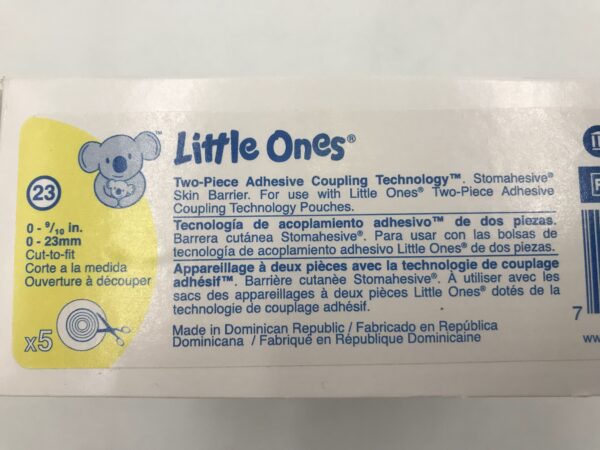 Little Ones®
™
23
0 - 9/10 in.
0 - 23mm
Cut-to-fit
Corte a la medida
Ouverture à découper
x5
Two-Piece Adhesive Coupling Technology™. Stomahesive®
Skin Barrier. For use with Little Ones® Two-Piece Adhesive
Coupling Technology Pouches.
Tecnología de acoplamiento adhesivo™ de dos piezas.
Barrera cutánea Stomahesive®. Para usar con las bolsas de
tecnología de acoplamiento adhesivo Little Ones® de dos piezas.
Appareillage à deux pièces avec la technologie de couplage
adhésif™. Barrière cutanèe Stomahesive®. À utiliser avec les
sacs des appareillages à deux pièces Little Ones® dotés de la
technologie de couplage adhésif.
Made in Dominican Republic / Fabricado en República
Dominicana / Fabriqué en République Dominicaine
7